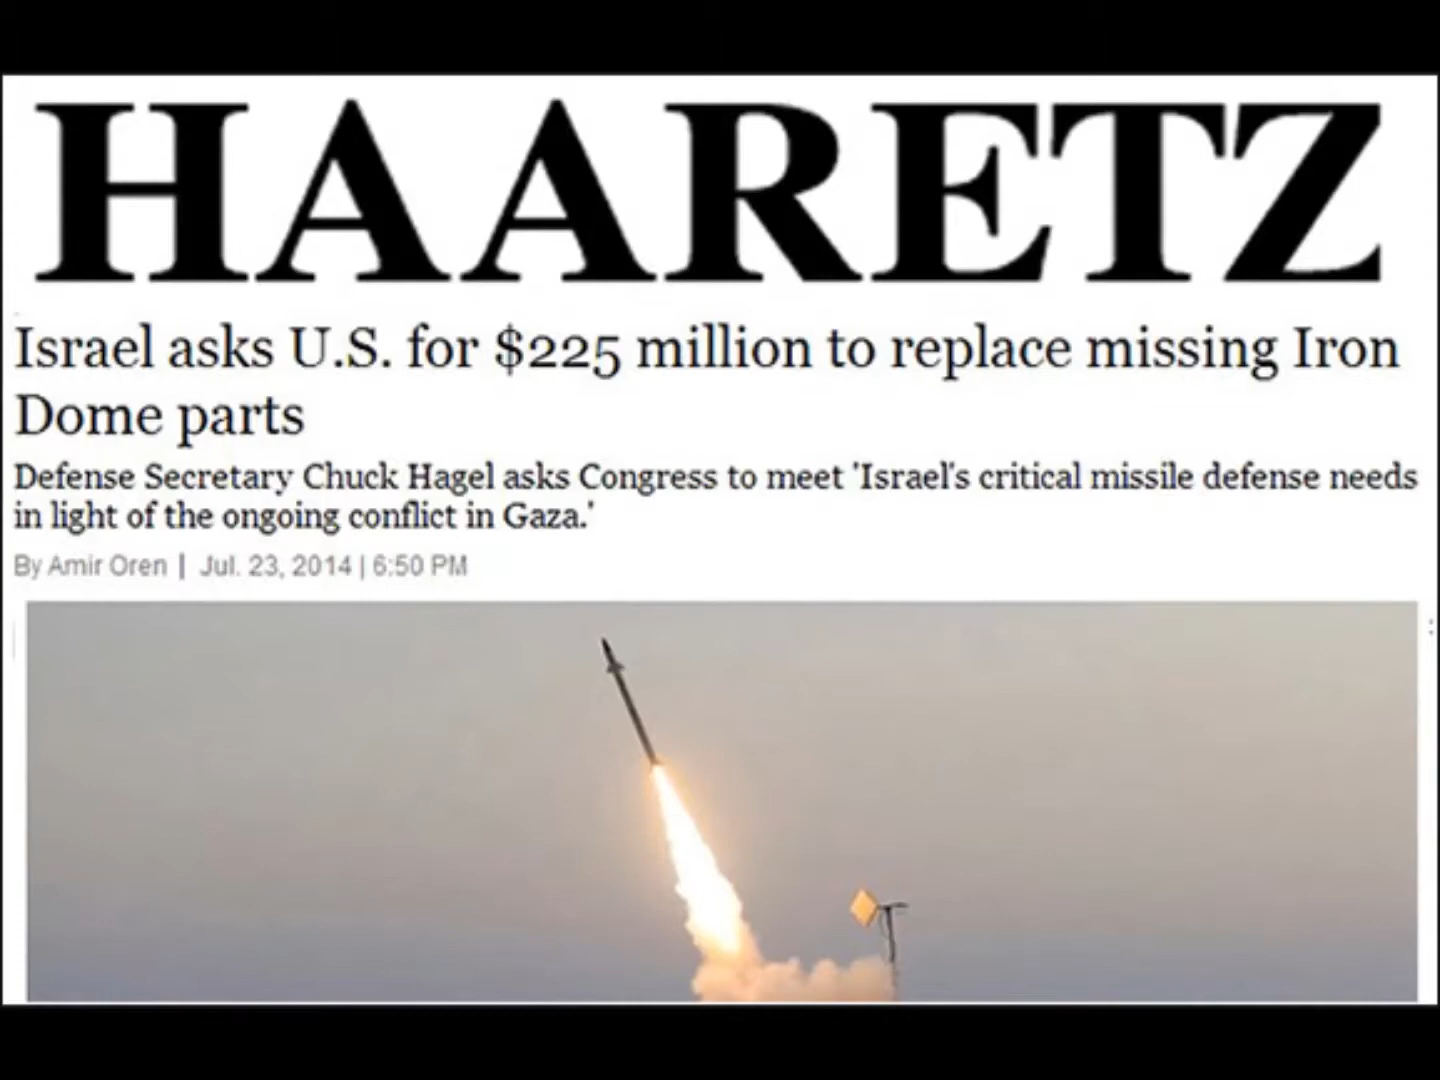 HAARETZ
Israel asks U.S. for $225 million to replace missing Iron
Dome parts
Defense Secretary Chuck Hagel asks Congress to meet 'Israel's critical missile defense needs
in light of the ongoing conflict in Gaza.'
By Amir Oren | Jul. 23, 2014 | 6:50 PM